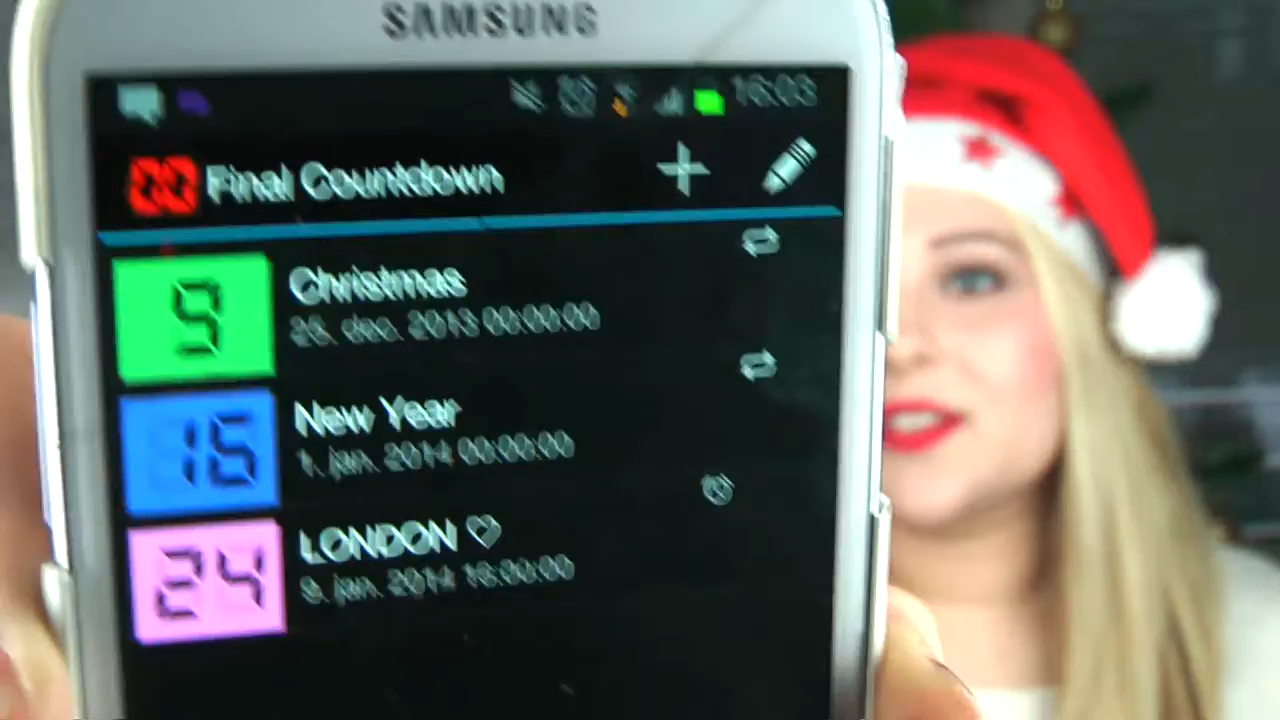 SAMSUNG
16:03
Final Countdown
9
Christmas
25. dec. 2013 00:00:00
16
New Year
1. jan. 2014 00:00:00
24
LONDON ♡
9. jan. 2014 16:00:00